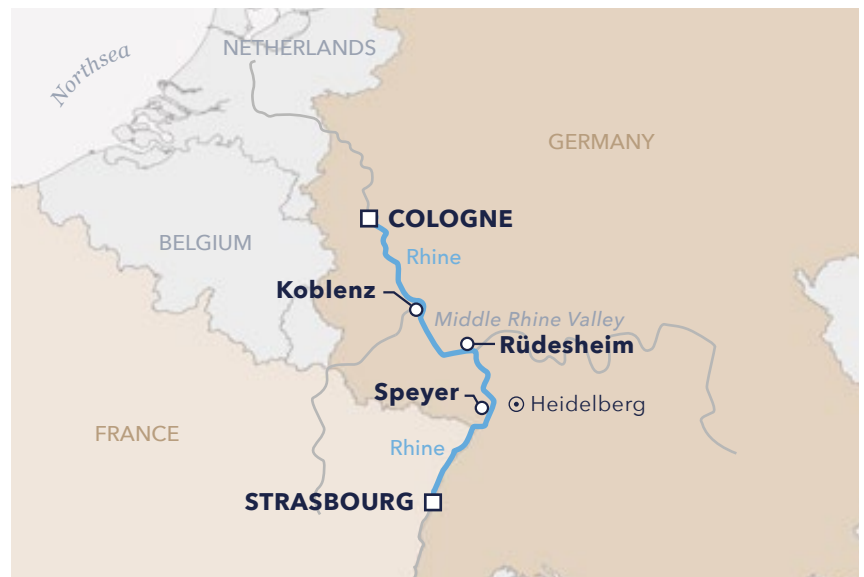 NETHERLANDS
Northsea
GERMANY
COLOGNE
BELGIUM
Rhine
Koblenz
Middle Rhine Valley
Rüdesheim
Speyer
Heidelberg
FRANCE
Rhine
STRASBOURG